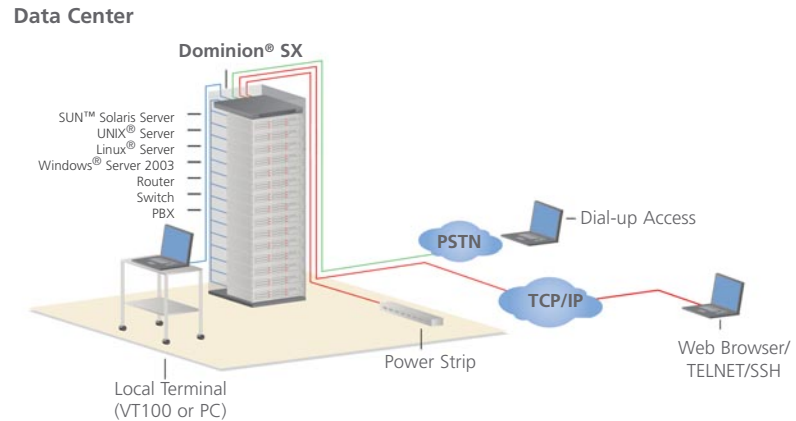 Data Center
Dominion® SX
SUN™ Solaris Server
UNIX® Server
Linux® Server
Windows® Server 2003
Router
Switch
PBX
Dial-up Access
PSTN
TCP/IP
Web Browser/
TELNET/SSH
Power Strip
Local Terminal
(VT100 or PC)